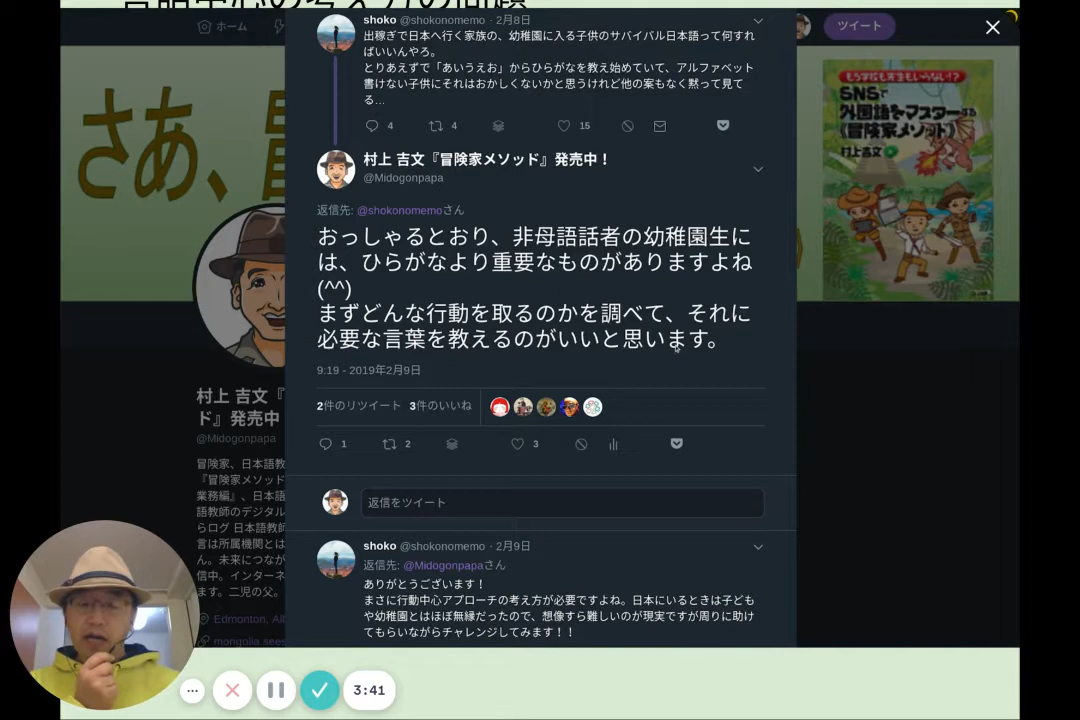 ホーム
ツイート
shoko @shokonomemo · 2月8日
出稼ぎで日本へ行く家族の、幼稚園に入る子供のサバイバル日本語って何すれ
ばいいんやろ。
とりあえずで「あいうえお」からひらがなを教え始めていて、アルファベット
書けない子供にそれはおかしくないかと思うけれど他の案もなく黙って見て
る…
4
4
15
村上 吉文『冒険家メソッド』発売中！
@Midogonpapa
返信先: @shokonomemoさん
おっしゃるとおり、非母語話者の幼稚園生に
は、ひらがなより重要なものがありますよね
(^^)
まずどんな行動を取るのかを調べて、それに
必要な言葉を教えるのがいいと思います。
9:19 - 2019年2月9日
2件のリツイート 3件のいいね
1
2
3
返信をツイート
shoko @shokonomemo · 2月9日
返信先: @Midogonpapaさん
ありがとうございます！
まさに行動中心アプローチの考え方が必要ですよね。日本にいるときは子ども
や幼稚園とはほぼ無縁だったので、想像すら難しいのが現実ですが周りに助け
てもらいながらチャレンジしてみます！！
さあ、冒
村上 吉文『
ド』発売中
@Midogonpapa
冒険家、日本語教
『冒険家メソッド
業務編』、日本語
語教師のデジタル
らログ 日本語教師
言は所属機関とは
ん。未来につなが
信中。インターネ
ます。二児の父。
Edmonton, Al
mongolia.sees
もう学校も先生もいらない!?
SNSで
外国語をマスターする
《冒険家メソッド》
村上吉文
3:41